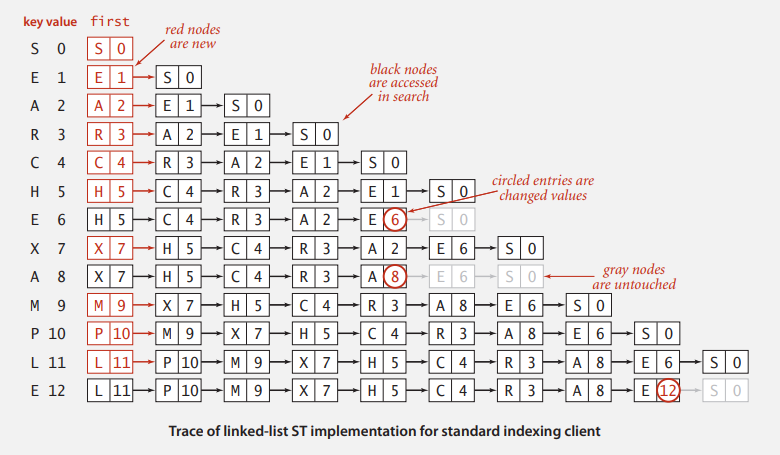 key value first
red nodes
are new
S 0 S 0
E 1 E 1 S 0
black nodes
are accessed
in search
A 2 A 2 E 1 S 0
R 3 R 3 A 2 E 1 S 0
C 4 C 4 R 3 A 2 E 1 S 0
circled entries are
changed values
H 5 H 5 C 4 R 3 A 2 E 1 S 0
E 6 H 5 C 4 R 3 A 2 E 6 S 0
X 7 X 7 H 5 C 4 R 3 A 2 E 6 S 0
A 8 X 7 H 5 C 4 R 3 A 8 E 6 S 0
gray nodes
are untouched
M 9 M 9 X 7 H 5 C 4 R 3 A 8 E 6 S 0
P 10 P 10 M 9 X 7 H 5 C 4 R 3 A 8 E 6 S 0
L 11 L 11 P 10 M 9 X 7 H 5 C 4 R 3 A 8 E 6 S 0
E 12 L 11 P 10 M 9 X 7 H 5 C 4 R 3 A 8 E 12 S 0
Trace of linked-list ST implementation for standard indexing client